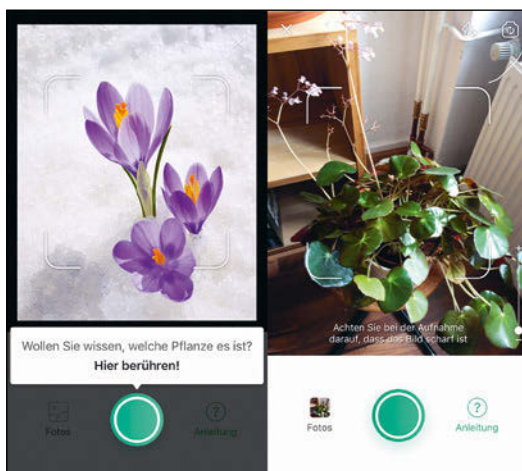 Wollen Sie wissen, welche Pflanze es ist?
Hier berühren!
Fotos
Anleitung
Achten Sie bei der Aufnahme
darauf, dass das Bild scharf ist
Fotos
Anleitung